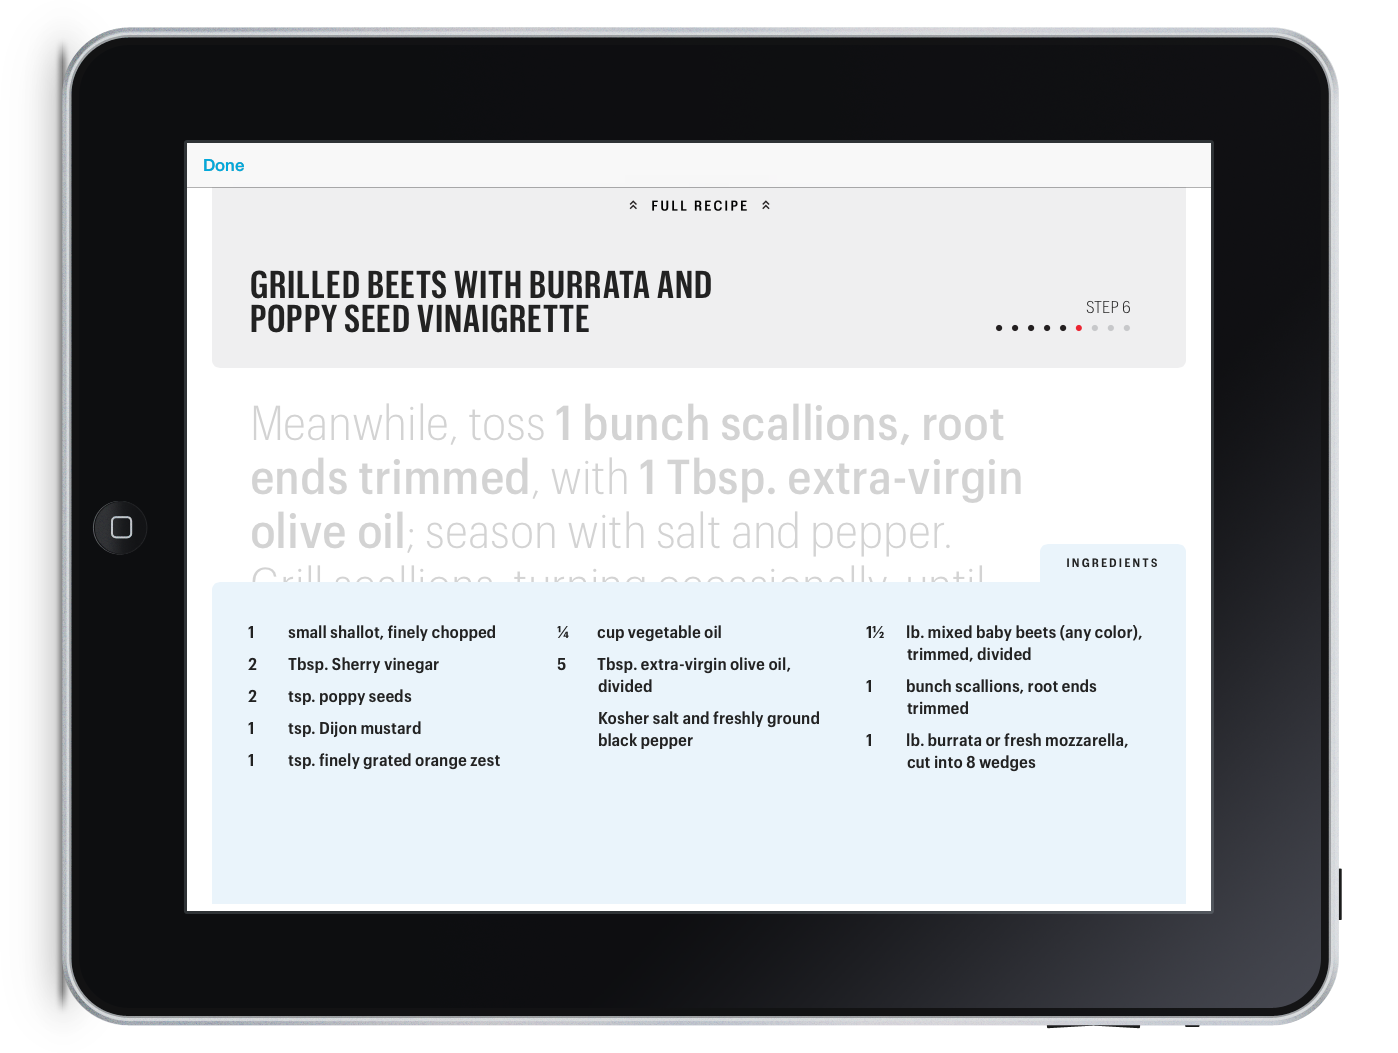 Done
FULL RECIPE
GRILLED BEETS WITH BURRATA AND
POPPY SEED VINAIGRETTE
STEP 6
Meanwhile, toss 1 bunch scallions, root
ends trimmed, with 1 Tbsp. extra-virgin
olive oil; season with salt and pepper.
Grill scallions, turning occasionally, until
INGREDIENTS
1 small shallot, finely chopped
2 Tbsp. Sherry vinegar
2 tsp. poppy seeds
1 tsp. Dijon mustard
1 tsp. finely grated orange zest
¼ cup vegetable oil
5 Tbsp. extra-virgin olive oil,
divided
Kosher salt and freshly ground
black pepper
1½ lb. mixed baby beets (any color),
trimmed, divided
1 bunch scallions, root ends
trimmed
1 lb. burrata or fresh mozzarella,
cut into 8 wedges